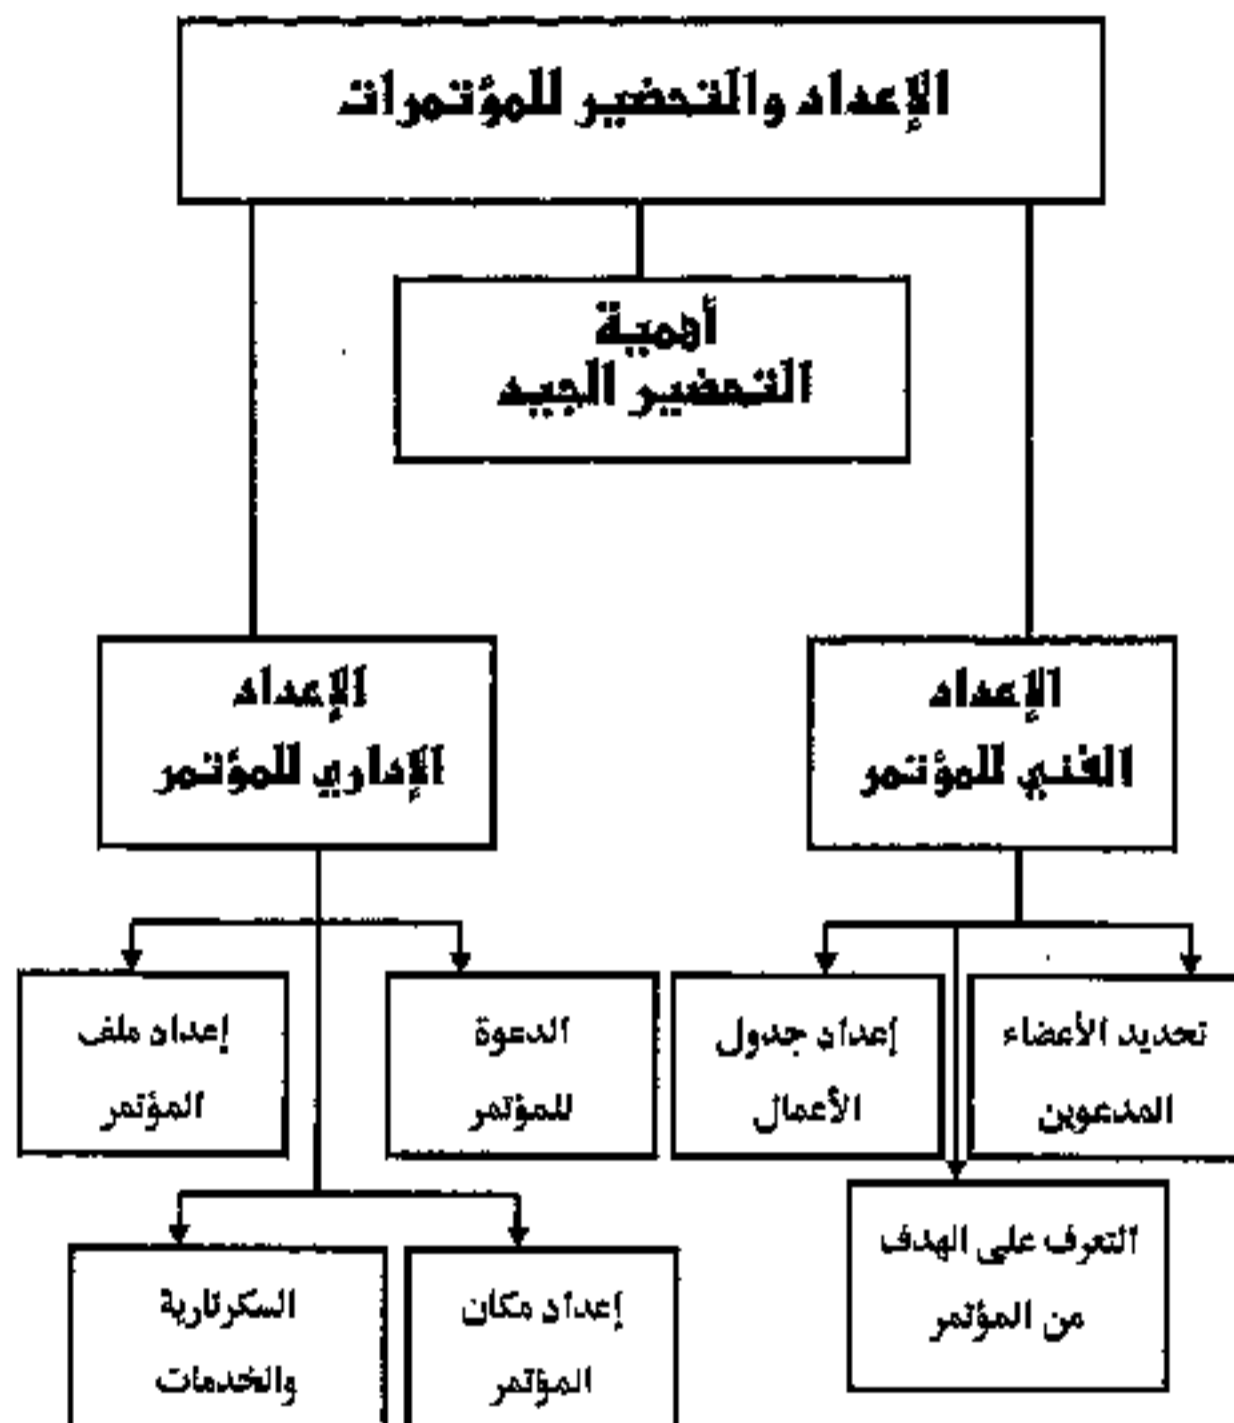 الإعداد والتحضير للمؤتمرات
أهمية
التحضير الجيد
الإعداد
الفني للمؤتمر
الإعداد
الإداري للمؤتمر
تحديد الأعضاء
المدعوين
إعداد جدول
الأعمال
التعرف على الهدف
من المؤتمر
الدعوة
للمؤتمر
إعداد ملف
المؤتمر
إعداد مكان
المؤتمر
السكرتارية
والخدمات